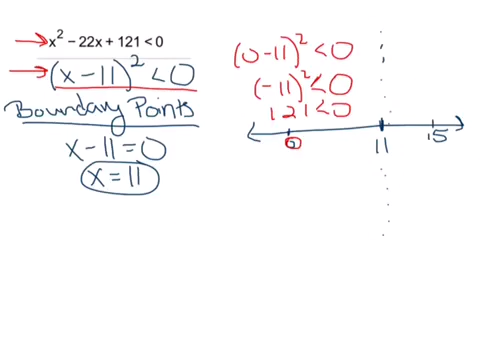 x² − 22x + 121 < 0
(x − 11)² < 0
Boundary Points
x − 11 = 0
x = 11
(0 − 11)² < 0
(−11)² < 0
121 < 0
0 11 15